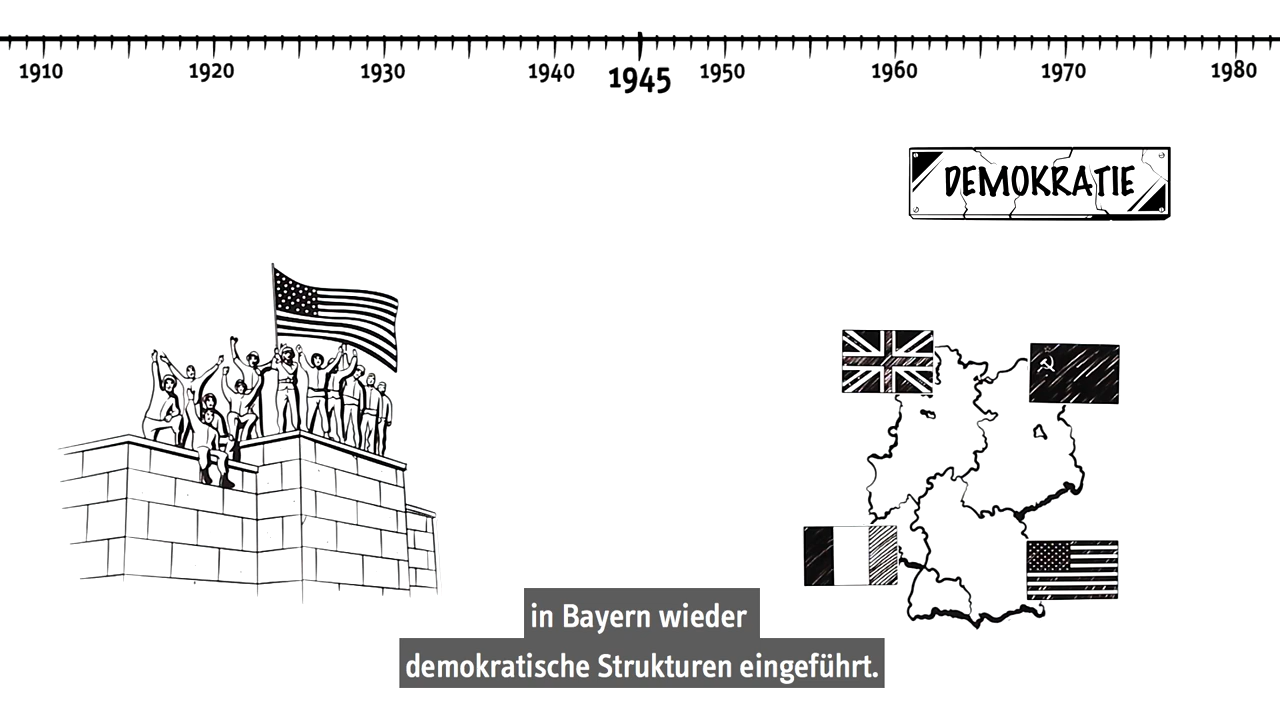 1910 1920 1930 1940 1945 1950 1960 1970 1980
DEMOKRATIE
in Bayern wieder
demokratische Strukturen eingeführt.